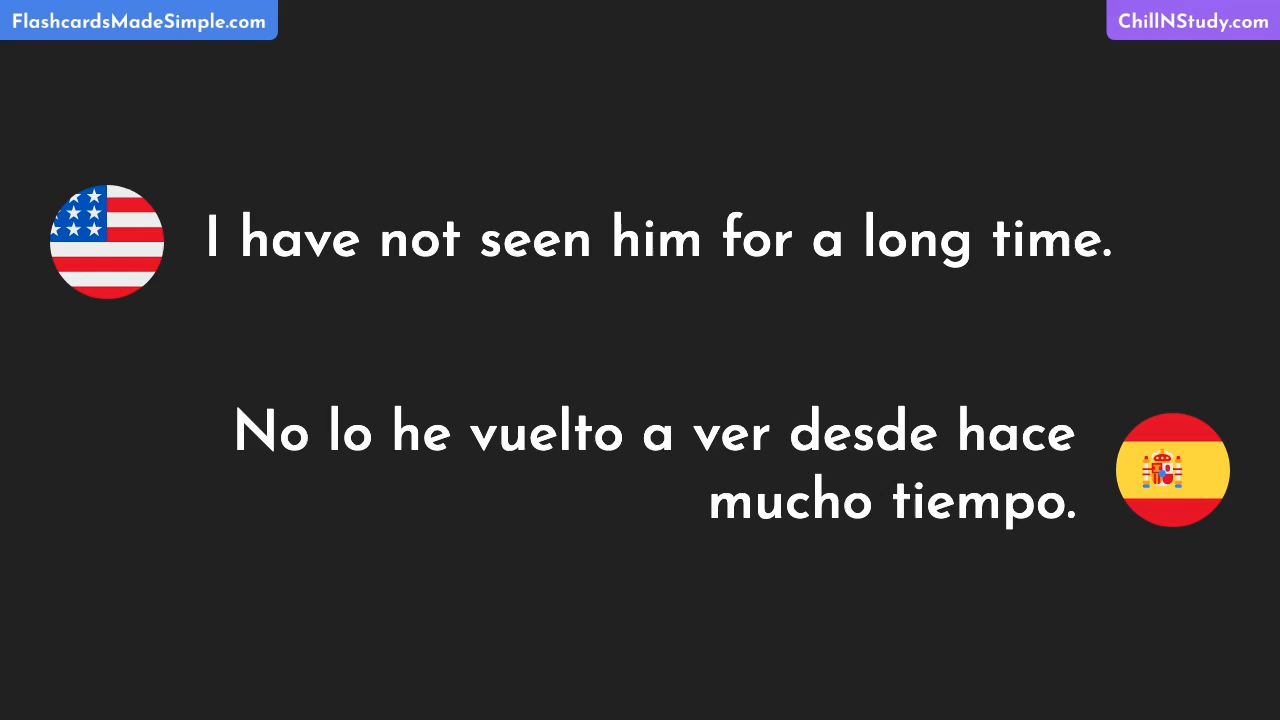 FlashcardsMadeSimple.com
ChillNStudy.com
I have not seen him for a long time.
No lo he vuelto a ver desde hace
mucho tiempo.